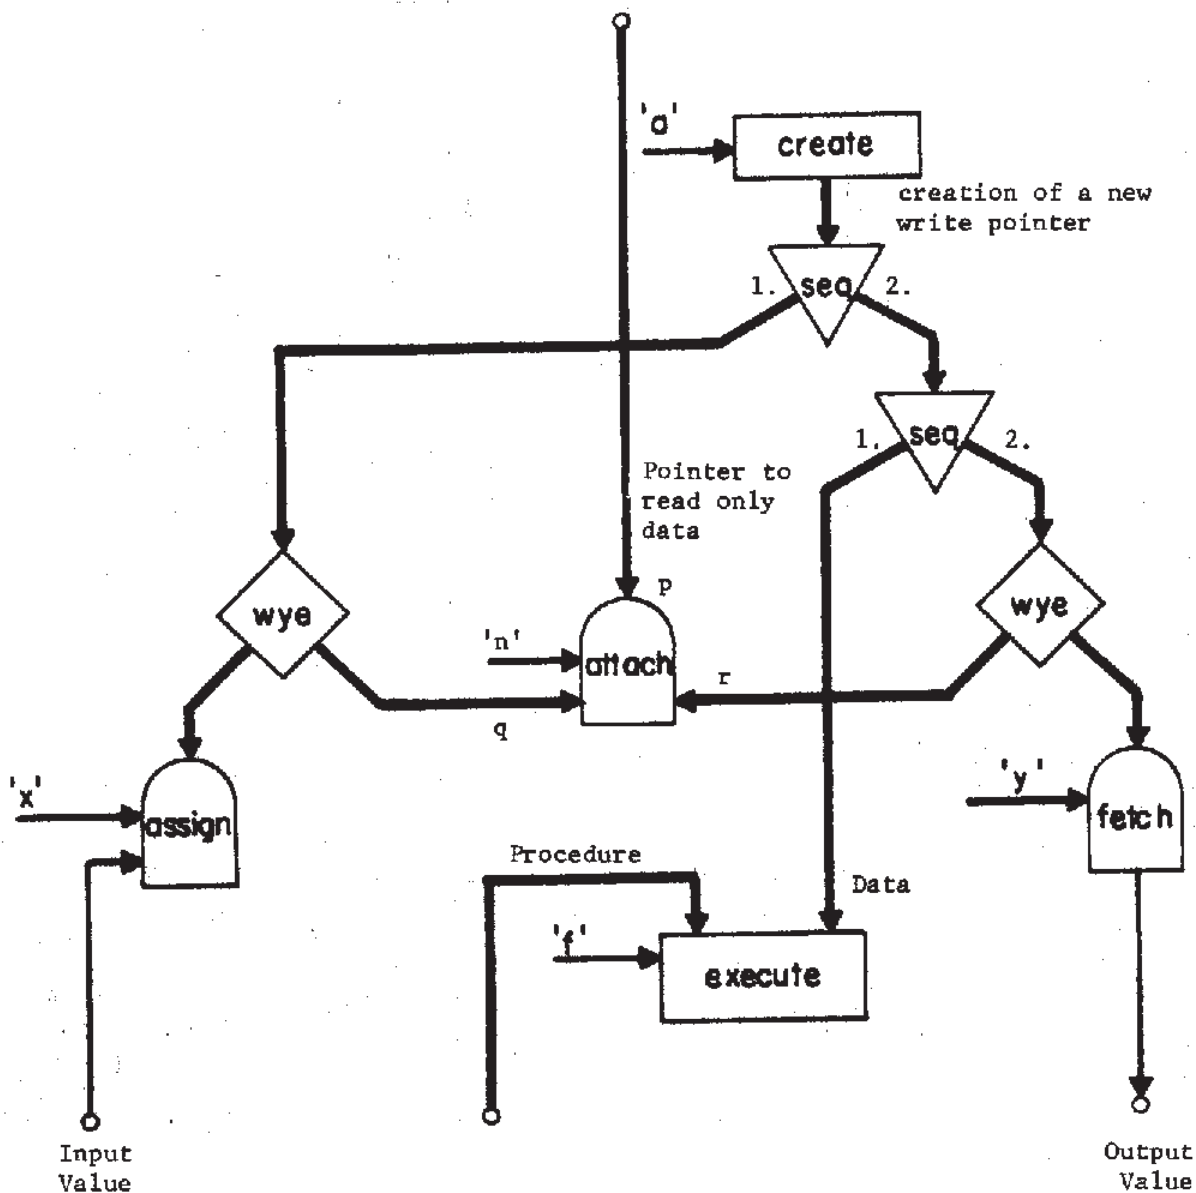 'a'
create
creation of a new
write pointer
1.
seq
2.
1.
seq
2.
Pointer to
read only
data
p
wye
wye
'n'
attach
r
q
'x'
assign
'y'
fetch
Procedure
Data
'f'
execute
Input
Value
Output
Value